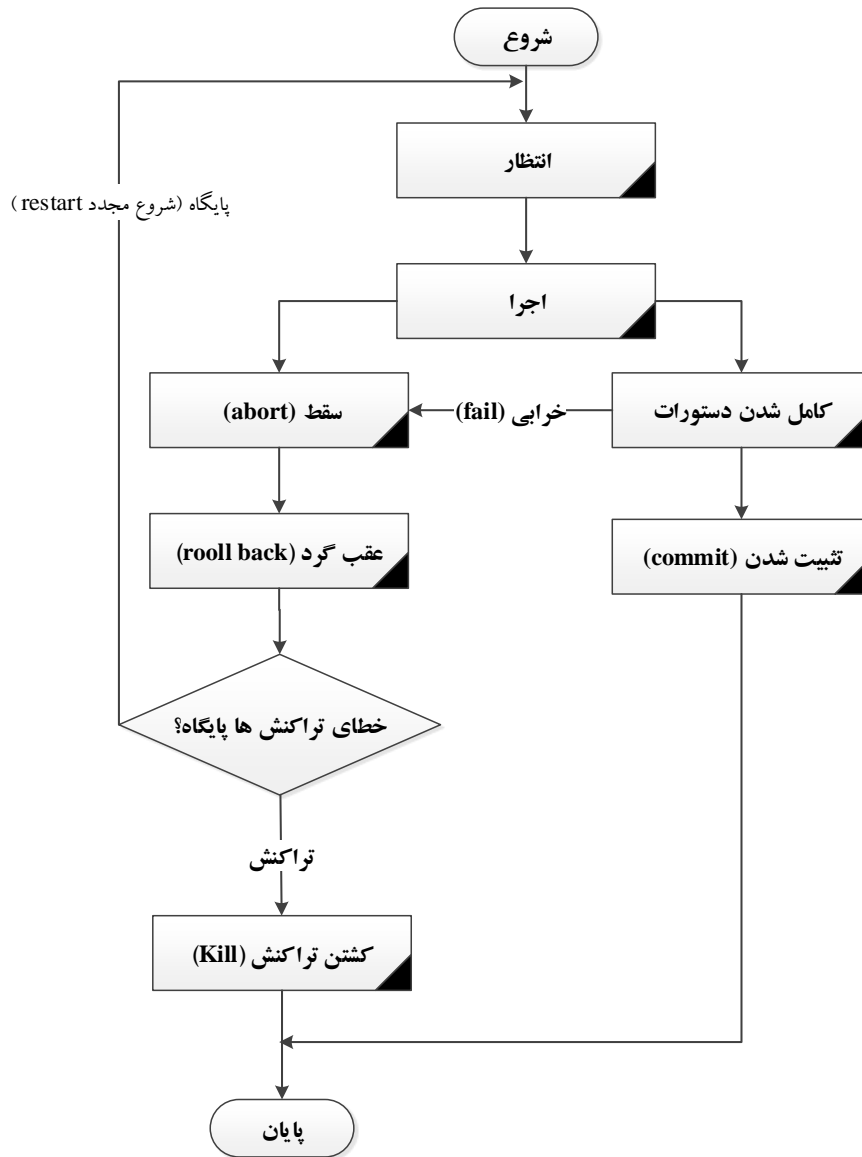 شروع
انتظار
پایگاه (شروع مجدد restart)
اجرا
سقط (abort)
خرابی (fail)
کامل شدن دستورات
عقب گرد (rooll back)
تثبیت شدن (commit)
خطای تراکنش ها پایگاه؟
تراکنش
کشتن تراکنش (Kill)
پایان